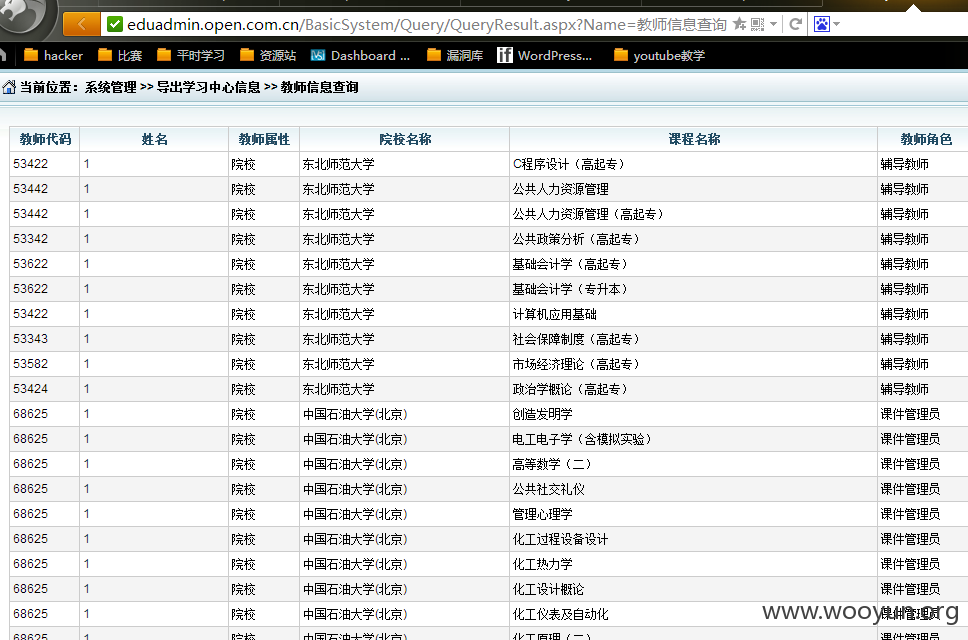 eduadmin.open.com.cn/BasicSystem/Query/QueryResult.aspx?Name=教师信息查询
hacker 比赛 平时学习 资源站 Dashboard ... 漏洞库 WordPress... youtube教学
当前位置：系统管理 >> 导出学习中心信息 >> 教师信息查询
教师代码 姓名 教师属性 院校名称 课程名称 教师角色
53422 1 院校 东北师范大学 C程序设计（高起专） 辅导教师
53442 1 院校 东北师范大学 公共人力资源管理 辅导教师
53442 1 院校 东北师范大学 公共人力资源管理（高起专） 辅导教师
53342 1 院校 东北师范大学 公共政策分析（高起专） 辅导教师
53622 1 院校 东北师范大学 基础会计学（高起专） 辅导教师
53622 1 院校 东北师范大学 基础会计学（专升本） 辅导教师
53422 1 院校 东北师范大学 计算机应用基础 辅导教师
53343 1 院校 东北师范大学 社会保障制度（高起专） 辅导教师
53582 1 院校 东北师范大学 市场经济理论（高起专） 辅导教师
53424 1 院校 东北师范大学 政治学概论（高起专） 辅导教师
68625 1 院校 中国石油大学(北京) 创造发明学 课件管理员
68625 1 院校 中国石油大学(北京) 电工电子学（含模拟实验） 课件管理员
68625 1 院校 中国石油大学(北京) 高等数学（二） 课件管理员
68625 1 院校 中国石油大学(北京) 公共社交礼仪 课件管理员
68625 1 院校 中国石油大学(北京) 管理心理学 课件管理员
68625 1 院校 中国石油大学(北京) 化工过程设备设计 课件管理员
68625 1 院校 中国石油大学(北京) 化工热力学 课件管理员
68625 1 院校 中国石油大学(北京) 化工设计概论 课件管理员
68625 1 院校 中国石油大学(北京) 化工仪表及自动化 课件管理员
www.wooyun.org
68625 1 院校 中国石油大学(北京) 化工原理（二） 课件管理员